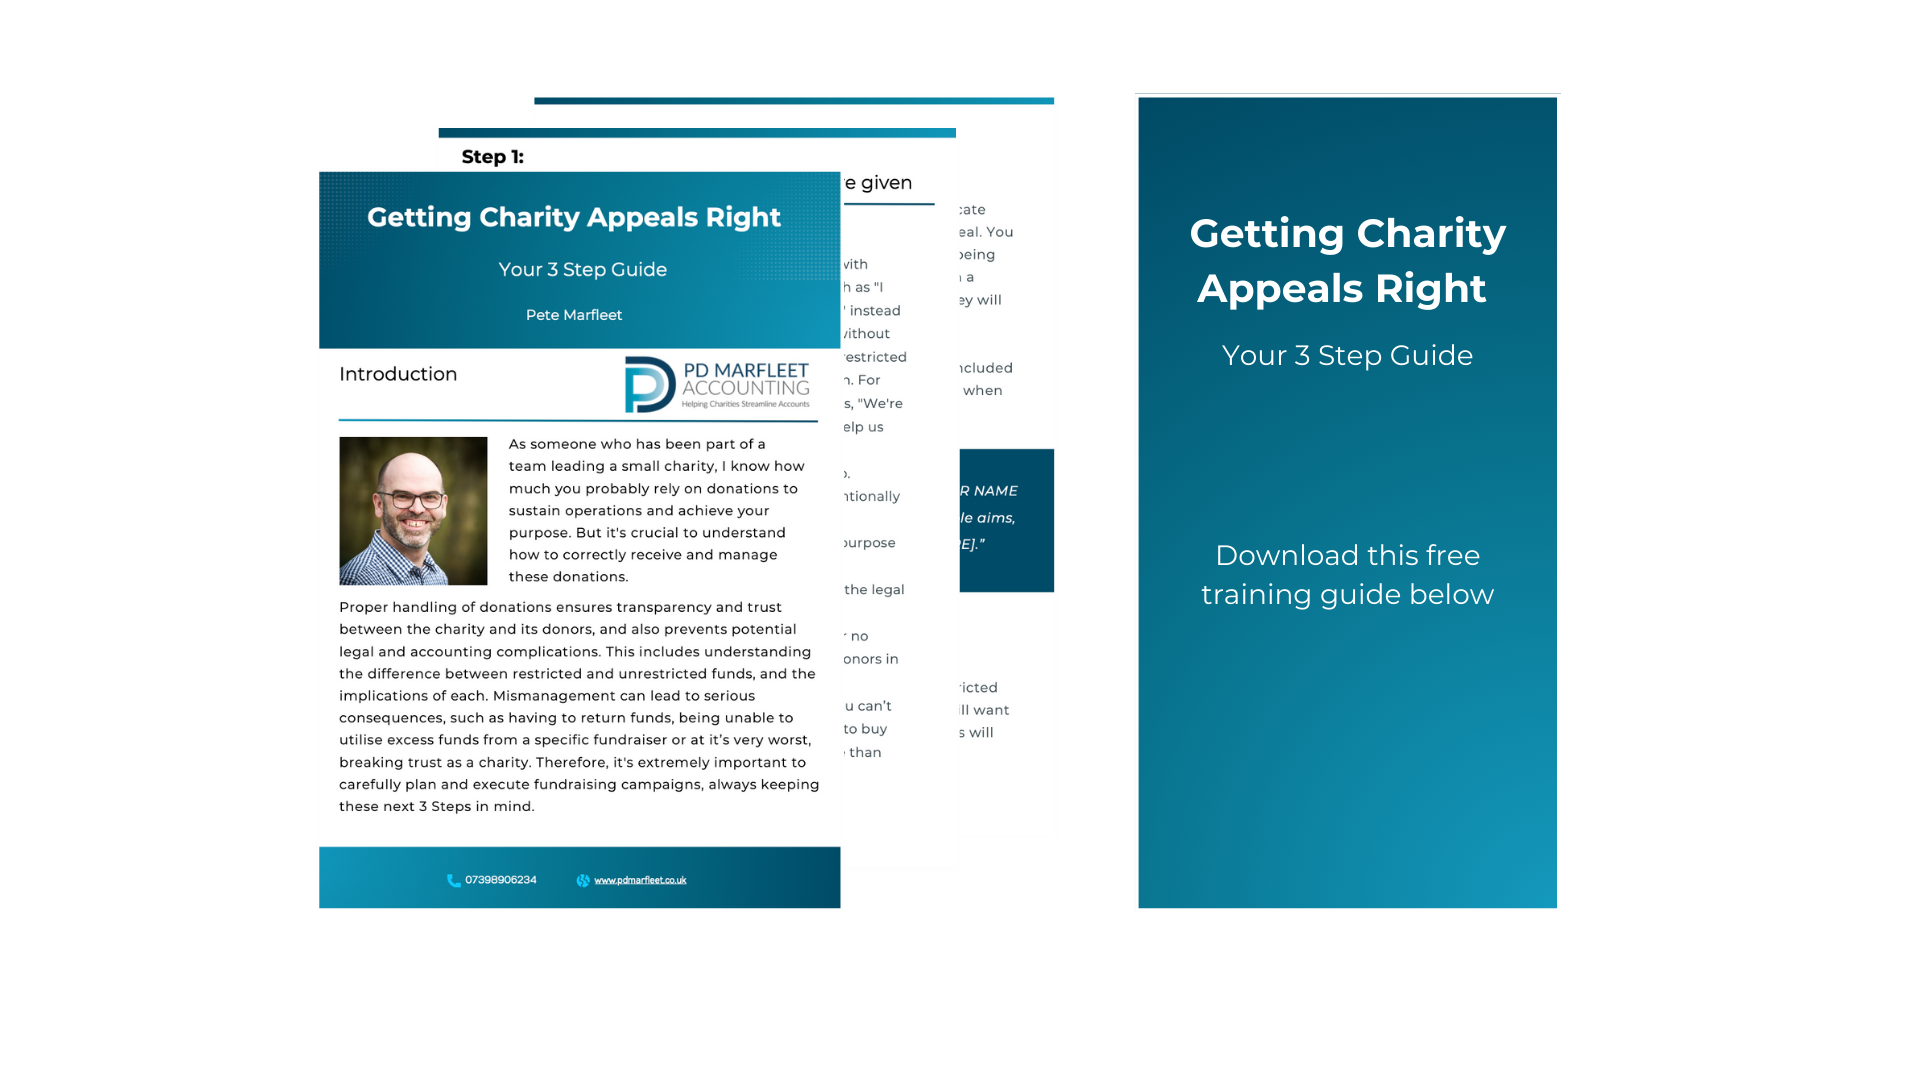 Step 1:
given
cate
eal. You
being
a
ey will
with
h as "I
instead
without
restricted
For
"We're
elp us
ncluded
when
ntionally
purpose
the legal
no
onors in
can't
to buy
than
R NAME
le aims,
E].”
ricted
ll want
s will
Getting Charity Appeals Right
Your 3 Step Guide
Pete Marfleet
Introduction
PD MARFLEET
ACCOUNTING
Helping Charities Streamline Accounts
As someone who has been part of a
team leading a small charity, I know how
much you probably rely on donations to
sustain operations and achieve your
purpose. But it's crucial to understand
how to correctly receive and manage
these donations.
Proper handling of donations ensures transparency and trust
between the charity and its donors, and also prevents potential
legal and accounting complications. This includes understanding
the difference between restricted and unrestricted funds, and the
implications of each. Mismanagement can lead to serious
consequences, such as having to return funds, being unable to
utilise excess funds from a specific fundraiser or at it’s very worst,
breaking trust as a charity. Therefore, it's extremely important to
carefully plan and execute fundraising campaigns, always keeping
these next 3 Steps in mind.
07398906234
www.pdmarfleet.co.uk
Getting Charity
Appeals Right
Your 3 Step Guide
Download this free
training guide below